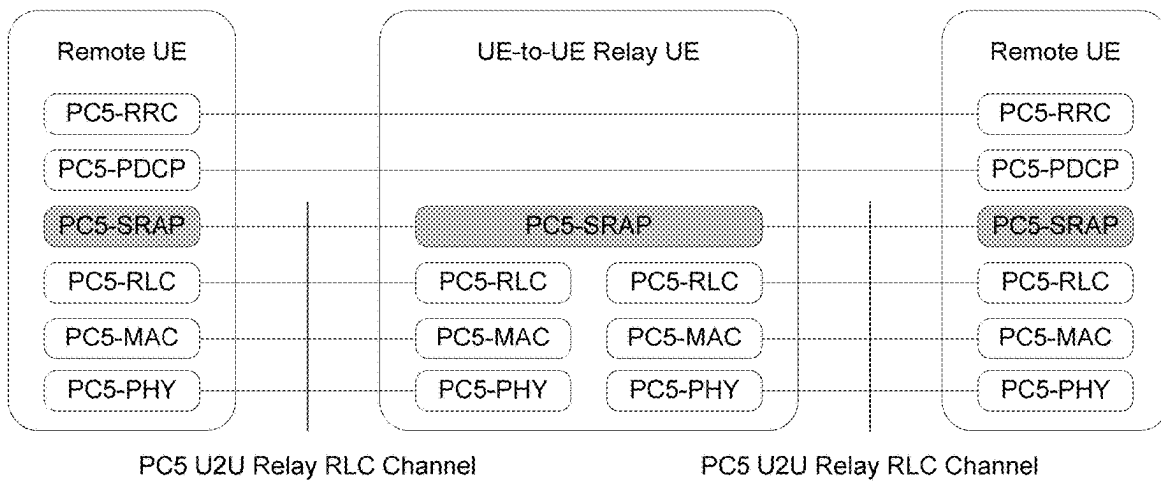 Remote UE
UE-to-UE Relay UE
Remote UE
PC5-RRC
PC5-RRC
PC5-PDCP
PC5-PDCP
PC5-SRAP
PC5-SRAP
PC5-SRAP
PC5-RLC
PC5-RLC
PC5-RLC
PC5-RLC
PC5-MAC
PC5-MAC
PC5-MAC
PC5-MAC
PC5-PHY
PC5-PHY
PC5-PHY
PC5-PHY
PC5 U2U Relay RLC Channel
PC5 U2U Relay RLC Channel